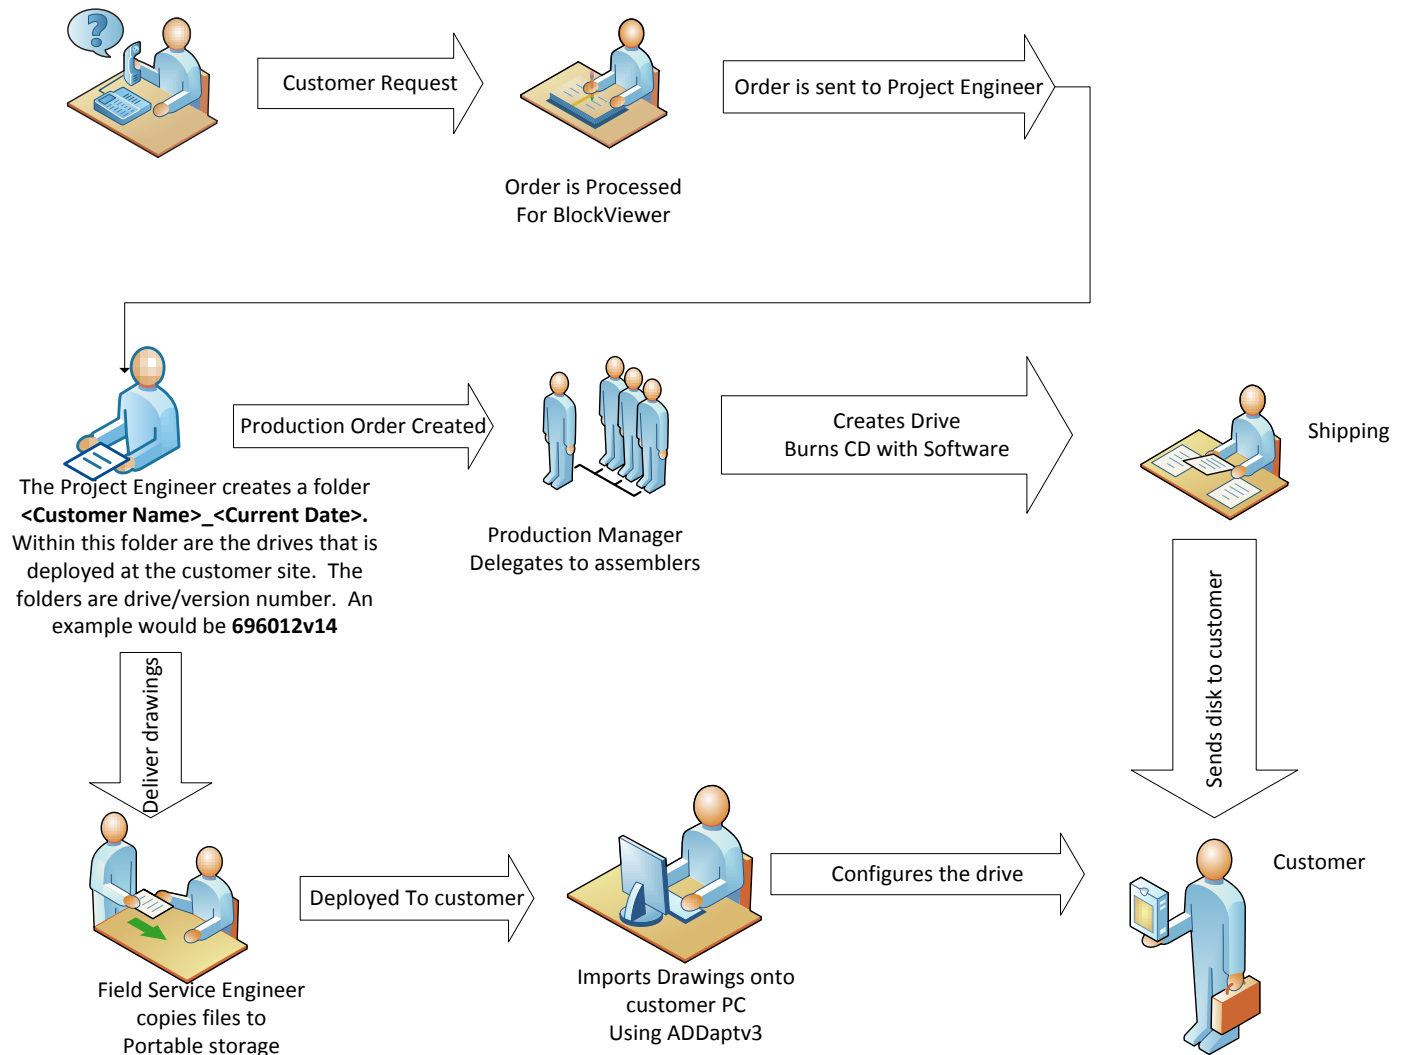 ?
Customer Request
Order is sent to Project Engineer
Order is Processed
For BlockViewer
Production Order Created
Creates Drive
Burns CD with Software
Shipping
The Project Engineer creates a folder
<Customer Name>_<Current Date>.
Within this folder are the drives that is
deployed at the customer site.  The
folders are drive/version number.  An
example would be 696012v14
Production Manager
Delegates to assemblers
Deliver drawings
Sends disk to customer
Deployed To customer
Configures the drive
Customer
Field Service Engineer
copies files to
Portable storage
Imports Drawings onto
customer PC
Using ADDaptv3